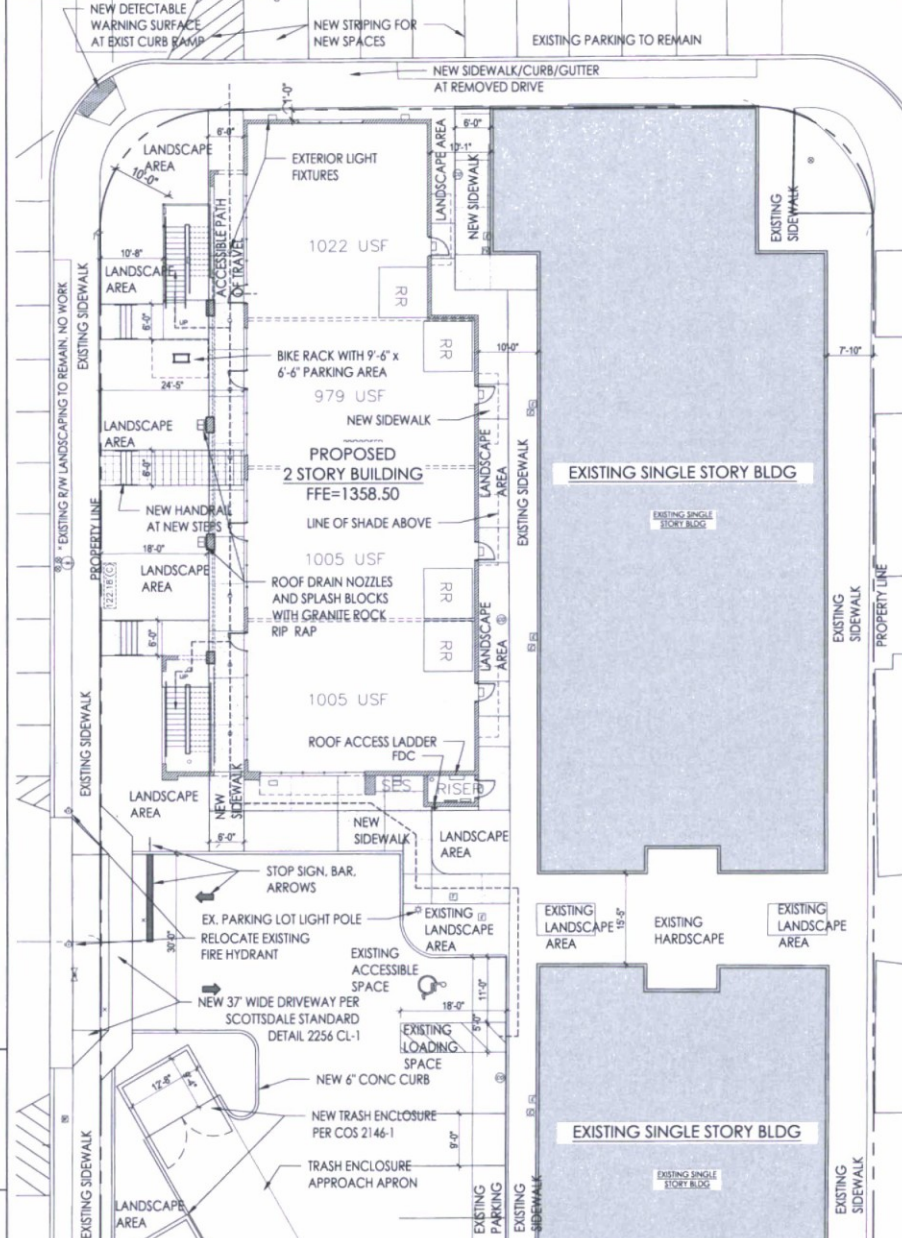 NEW DETECTABLE
WARNING SURFACE
AT EXIST CURB RAMP
NEW STRIPING FOR
NEW SPACES
EXISTING PARKING TO REMAIN
NEW SIDEWALK/CURB/GUTTER
AT REMOVED DRIVE
1'-0"
6'-0"
6'-0"
10'-1"
LANDSCAPE
AREA
10'-0"
EXTERIOR LIGHT
FIXTURES
LANDSCAPE AREA
NEW SIDEWALK
EXISTING
SIDEWALK
ACCESSIBLE PATH
OF TRAVEL
1022 USF
RR
10'-8"
LANDSCAPE
AREA
6'-0"
EXISTING SIDEWALK
* EXISTING R/W LANDSCAPING TO REMAIN, NO WORK
BIKE RACK WITH 9'-6" x
6'-6" PARKING AREA
RR
10'-0"
7'-10"
24'-5"
979 USF
NEW SIDEWALK
LANDSCAPE
AREA
6'-0"
PROPOSED
2 STORY BUILDING
FFE=1358.50
LANDSCAPE
AREA
EXISTING SIDEWALK
EXISTING SINGLE STORY BLDG
EXISTING SINGLE
STORY BLDG
NEW HANDRAIL
AT NEW STEPS
LINE OF SHADE ABOVE
PROPERTY LINE
18'-0"
LANDSCAPE
AREA
1005 USF
ROOF DRAIN NOZZLES
AND SPLASH BLOCKS
WITH GRANITE ROCK
RIP RAP
RR
RR
LANDSCAPE
AREA
6'-0"
EXISTING
SIDEWALK
PROPERTY LINE
1005 USF
EXISTING SIDEWALK
ROOF ACCESS LADDER
FDC
SES
RISER
LANDSCAPE
AREA
NEW
SIDEWALK
6'-0"
NEW
SIDEWALK
LANDSCAPE
AREA
STOP SIGN, BAR,
ARROWS
EX. PARKING LOT LIGHT POLE
RELOCATE EXISTING
FIRE HYDRANT
30'-0"
EXISTING
LANDSCAPE
AREA
EXISTING
LANDSCAPE
AREA
15'-5"
EXISTING
HARDSCAPE
EXISTING
LANDSCAPE
AREA
EXISTING
ACCESSIBLE
SPACE
11'-0"
18'-0"
5'-0"
NEW 37' WIDE DRIVEWAY PER
SCOTTSDALE STANDARD
DETAIL 2256 CL-1
EXISTING
LOADING
SPACE
NEW 6" CONC CURB
12'-8"
NEW TRASH ENCLOSURE
PER COS 2146-1
9'-0"
TRASH ENCLOSURE
APPROACH APRON
EXISTING SINGLE STORY BLDG
EXISTING SINGLE
STORY BLDG
EXISTING SIDEWALK
LANDSCAPE
AREA
EXISTING
PARKING
EXISTING
SIDEWALK
EXISTING
SIDEWALK